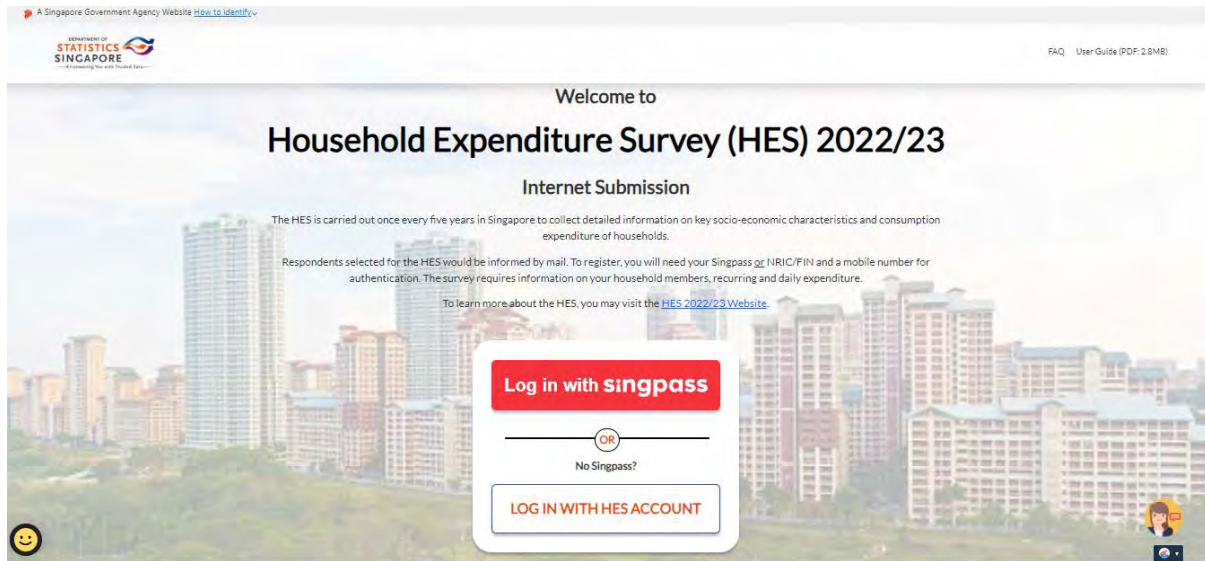 A Singapore Government Agency Website How to identify
DEPARTMENT OF
STATISTICS
SINGAPORE
FAQ User Guide (PDF: 2.8MB)
Welcome to
Household Expenditure Survey (HES) 2022/23
Internet Submission
The HES is carried out once every five years in Singapore to collect detailed information on key socio-economic characteristics and consumption
expenditure of households.
Respondents selected for the HES would be informed by mail. To register, you will need your Singpass or NRIC/FIN and a mobile number for
authentication. The survey requires information on your household members, recurring and daily expenditure.
To learn more about the HES, you may visit the HES 2022/23 Website.
Log in with singpass
OR
No Singpass?
LOG IN WITH HES ACCOUNT